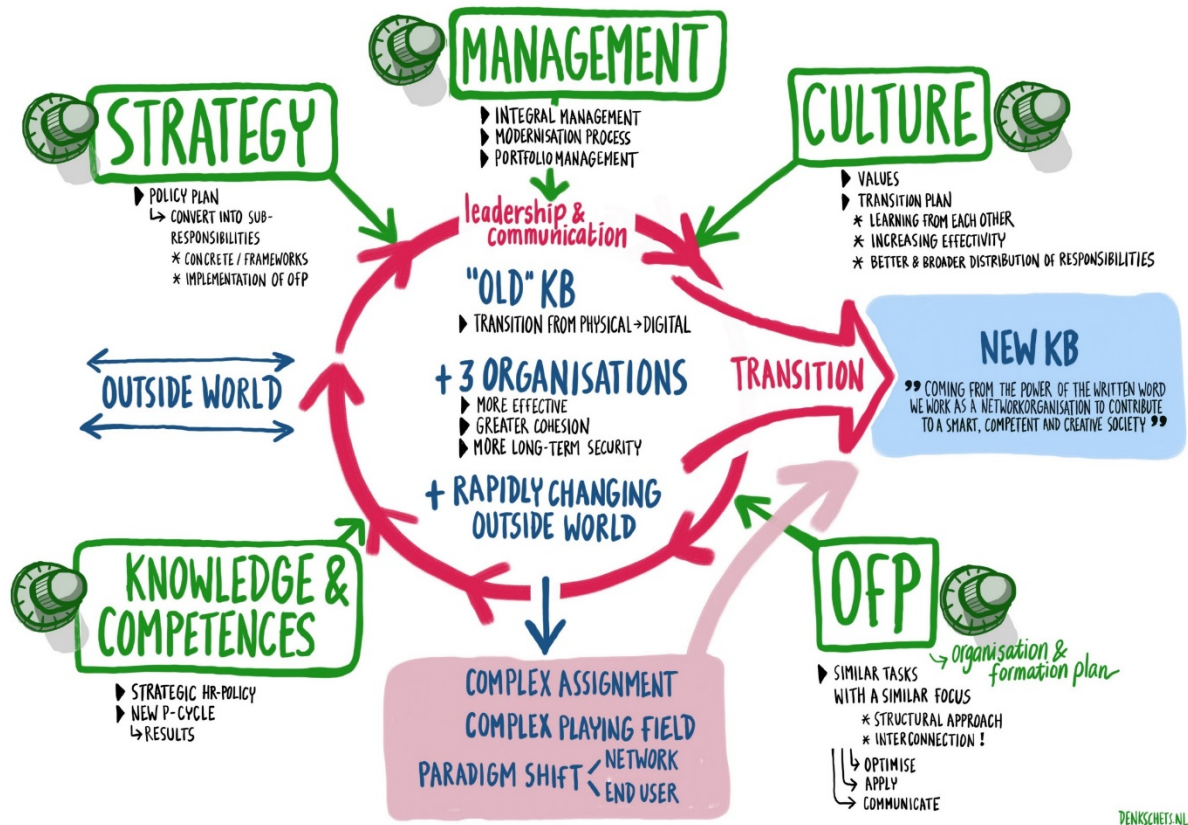 STRATEGY
▶ POLICY PLAN
↳ CONVERT INTO SUB-
RESPONSIBILITIES
* CONCRETE / FRAMEWORKS
* IMPLEMENTATION OF OFP
MANAGEMENT
▶ INTEGRAL MANAGEMENT
▶ MODERNISATION PROCESS
▶ PORTFOLIO MANAGEMENT
CULTURE
▶ VALUES
▶ TRANSITION PLAN
* LEARNING FROM EACH OTHER
* INCREASING EFFECTIVITY
* BETTER & BROADER DISTRIBUTION OF RESPONSIBILITIES
leadership &
communication
"OLD" KB
▶ TRANSITION FROM PHYSICAL → DIGITAL
+ 3 ORGANISATIONS
▶ MORE EFFECTIVE
▶ GREATER COHESION
▶ MORE LONG-TERM SECURITY
+ RAPIDLY CHANGING
OUTSIDE WORLD
OUTSIDE WORLD
TRANSITION
NEW KB
❞ COMING FROM THE POWER OF THE WRITTEN WORD
WE WORK AS A NETWORKORGANISATION TO CONTRIBUTE
TO A SMART, COMPETENT AND CREATIVE SOCIETY ❞
KNOWLEDGE &
COMPETENCES
▶ STRATEGIC HR-POLICY
▶ NEW P-CYCLE
↳ RESULTS
COMPLEX ASSIGNMENT
COMPLEX PLAYING FIELD
PARADIGM SHIFT < NETWORK
END USER
OFP
↳ organisation &
formation plan
▶ SIMILAR TASKS
WITH A SIMILAR FOCUS
* STRUCTURAL APPROACH
* INTERCONNECTION !
↳ OPTIMISE
↳ APPLY
↳ COMMUNICATE
DENKSCHETS.NL